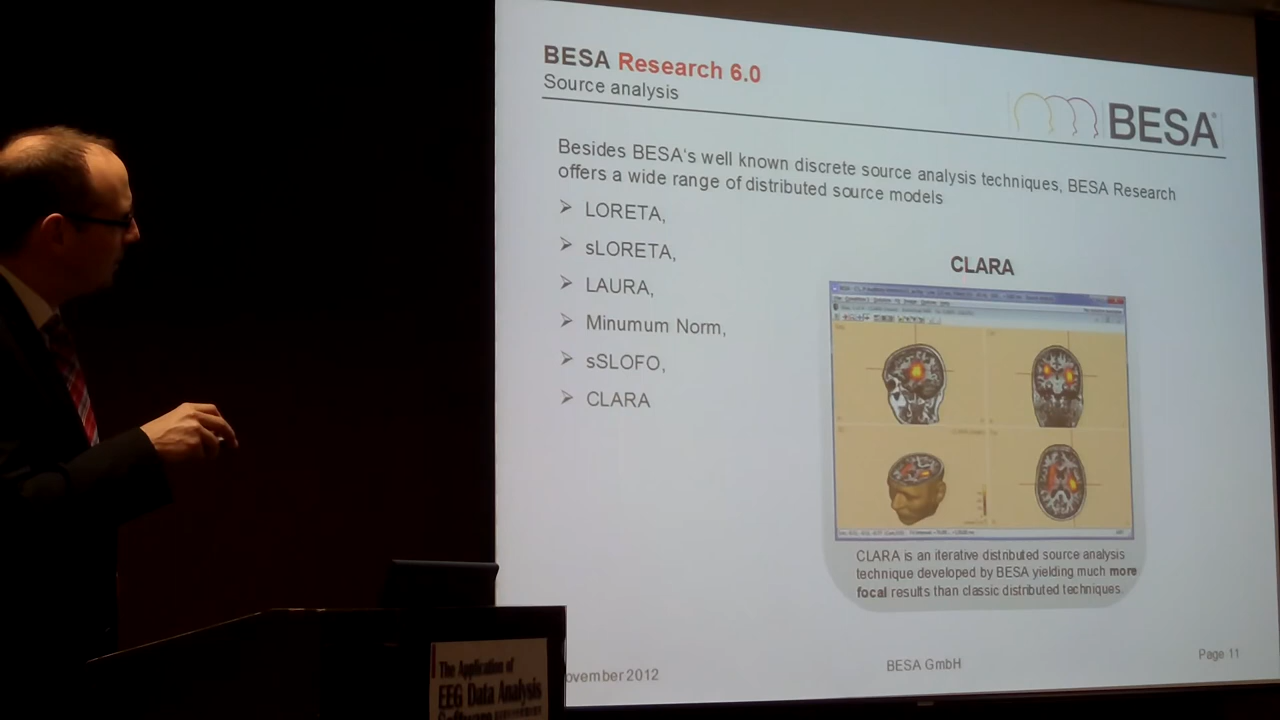 BESA Research 6.0
Source analysis
BESA
Besides BESA's well known discrete source analysis techniques, BESA Research
offers a wide range of distributed source models
LORETA,
sLORETA,
LAURA,
Minumum Norm,
sSLOFO,
CLARA
CLARA
CLARA is an iterative distributed source analysis
technique developed by BESA yielding much more
focal results than classic distributed techniques.
ovember 2012
BESA GmbH
Page 11
The Application of
EEG Data Analysis
Software